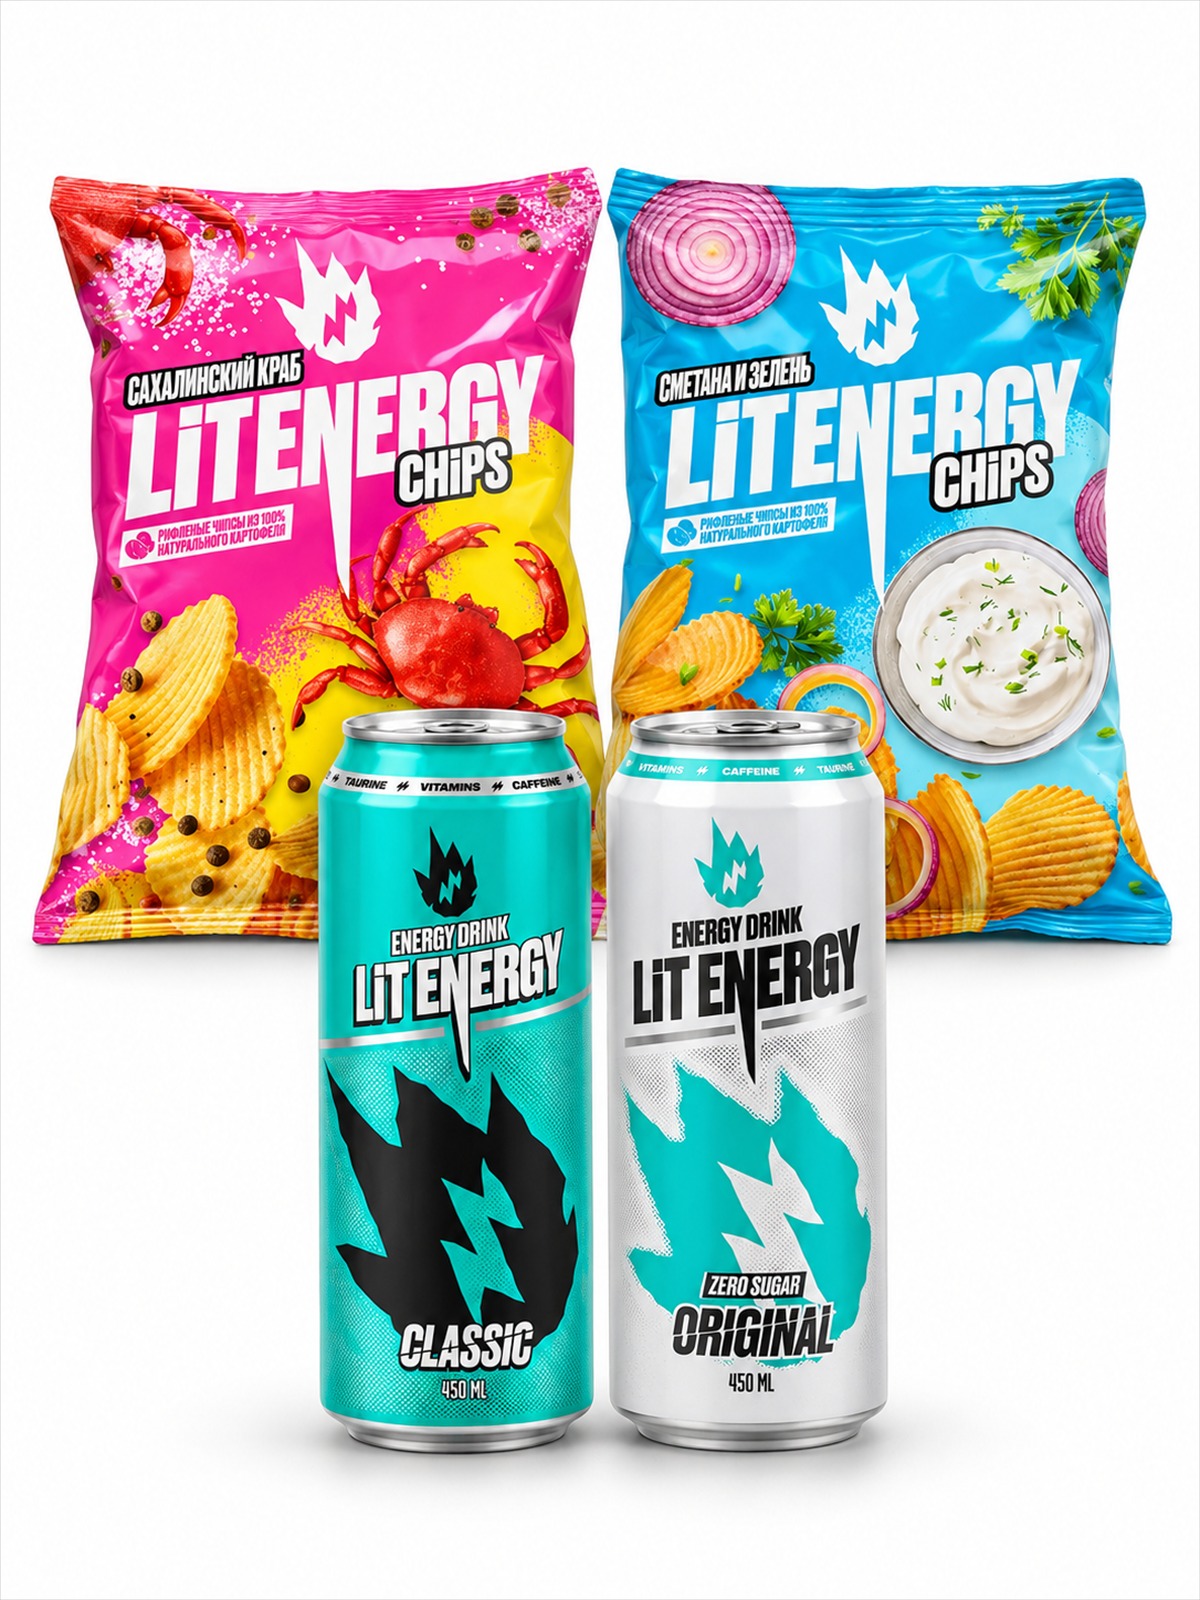 САХАЛИНСКИЙ КРАБ
LITENERGY
CHIPS
РИФЛЕНЫЕ ЧИПСЫ ИЗ 100%
НАТУРАЛЬНОГО КАРТОФЕЛЯ
СМЕТАНА И ЗЕЛЕНЬ
LITENERGY
CHIPS
РИФЛЕНЫЕ ЧИПСЫ ИЗ 100%
НАТУРАЛЬНОГО КАРТОФЕЛЯ
TAURINE VITAMINS CAFFEINE
ENERGY DRINK
LIT ENERGY
CLASSIC
450 ML
VITAMINS CAFFEINE TAURINE
ENERGY DRINK
LIT ENERGY
ZERO SUGAR
ORIGINAL
450 ML